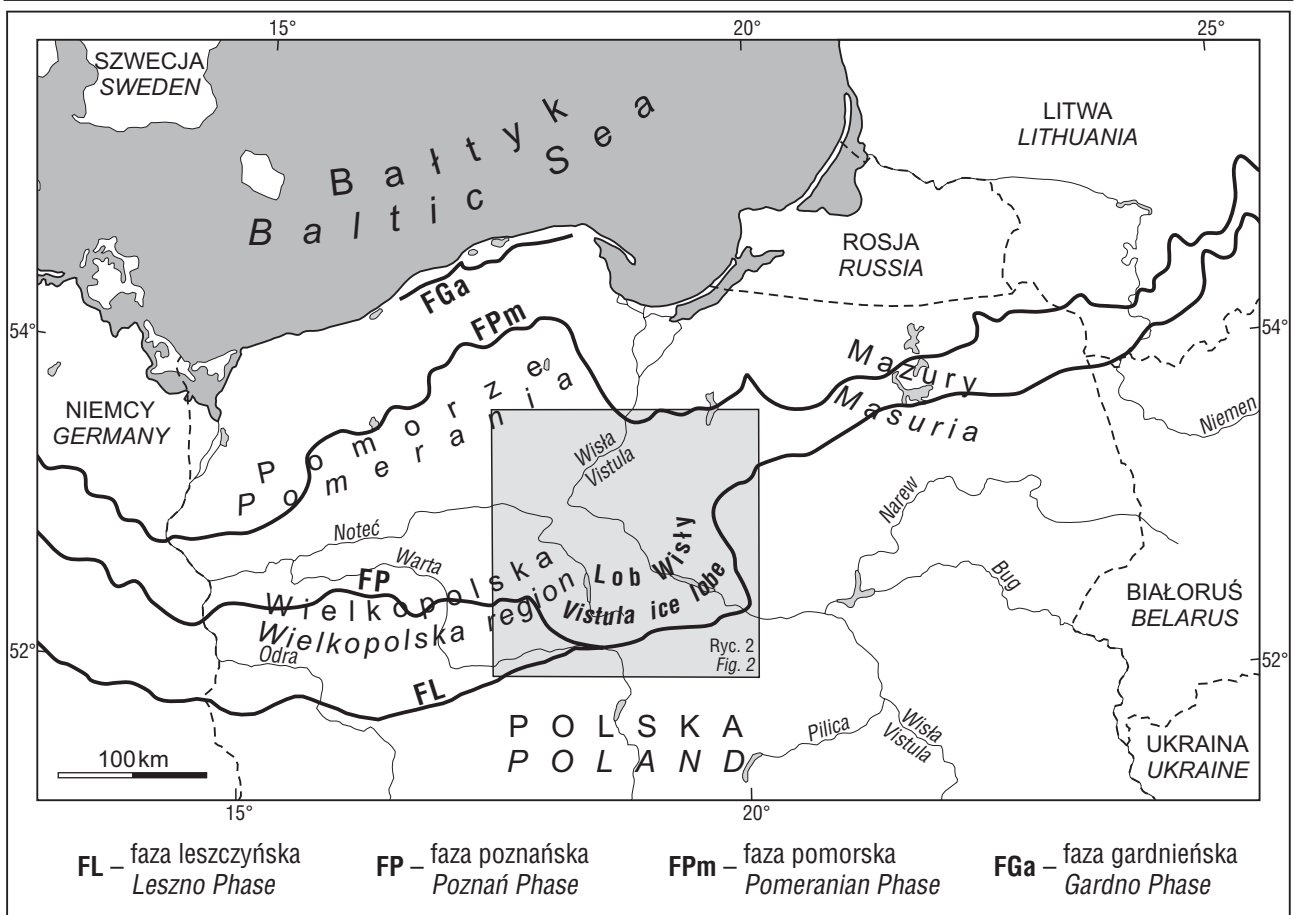 15°
20°
25°
SZWECJA
SWEDEN
LITWA
LITHUANIA
Bałtyk
Baltic Sea
ROSJA
RUSSIA
FGa
FPm
54°
54°
Mazury
Masuria
NIEMCY
GERMANY
Pomorze
Pomerania
Niemen
Wisła
Vistula
Narew
Noteć
Warta
FP
Wielkopolska
Wielkopolska region
Lob Wisły
Vistula ice lobe
Bug
BIAŁORUŚ
BELARUS
52°
52°
Odra
Ryc. 2
Fig. 2
FL
POLSKA
POLAND
Pilica
Wisła
Vistula
UKRAINA
UKRAINE
100 km
15°
20°
FL – faza leszczyńska
Leszno Phase
FP – faza poznańska
Poznań Phase
FPm – faza pomorska
Pomeranian Phase
FGa – faza gardnieńska
Gardno Phase